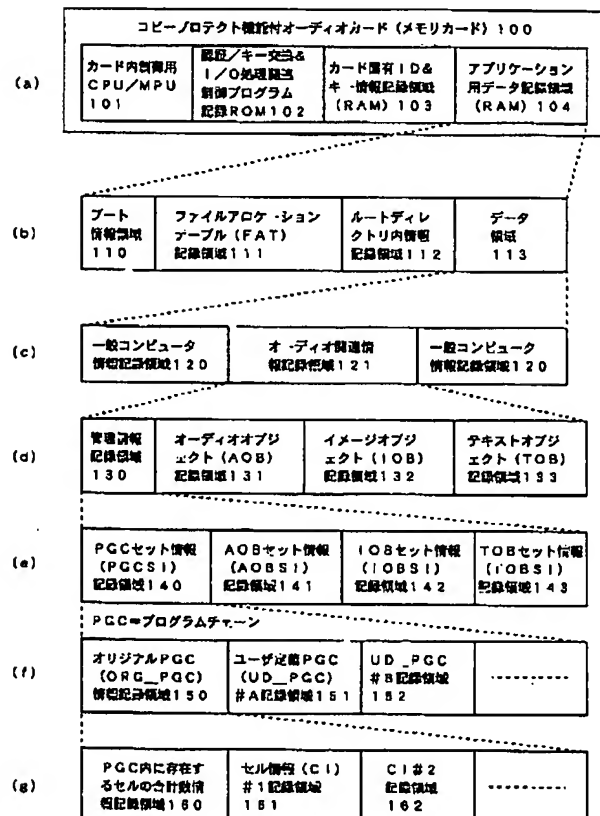 コピープロテクト機能付オーディオカード(メモリカード)100
(a)
カード内制御用
CPU/MPU
101
認証/キー交換&
I/O処理関連
制御プログラム
記録ROM102
カード固有ID&
キー情報記録領域
(RAM)103
アプリケーション
用データ記録領域
(RAM)104
(b)
ブート
情報領域
110
ファイルアロケーション
テーブル(FAT)
記録領域111
ルートディレ
クトリ内情報
記録領域112
データ
領域
113
(c)
一般コンピュータ
情報記録領域120
オーディオ関連情
報記録領域121
一般コンピュータ
情報記録領域120
(d)
管理情報
記録領域
130
オーディオオブジ
ェクト(AOB)
記録領域131
イメージオブジ
ェクト(IOB)
記録領域132
テキストオブジ
ェクト(TOB)
記録領域133
(e)
PGCセット情報
(PGCSI)
記録領域140
AOBセット情報
(AOBSI)
記録領域141
IOBセット情報
(IOBSI)
記録領域142
TOBセット情報
(TOBSI)
記録領域143
PGC=プログラムチェーン
(f)
オリジナルPGC
(ORG_PGC)
情報記録領域150
ユーザ定義PGC
(UD_PGC)
#A記録領域151
UD_PGC
#B記録領域
152
(g)
PGC内に存在す
るセルの合計数情
報記録領域160
セル情報(CI)
#1記録領域
161
CI#2
記録領域
162